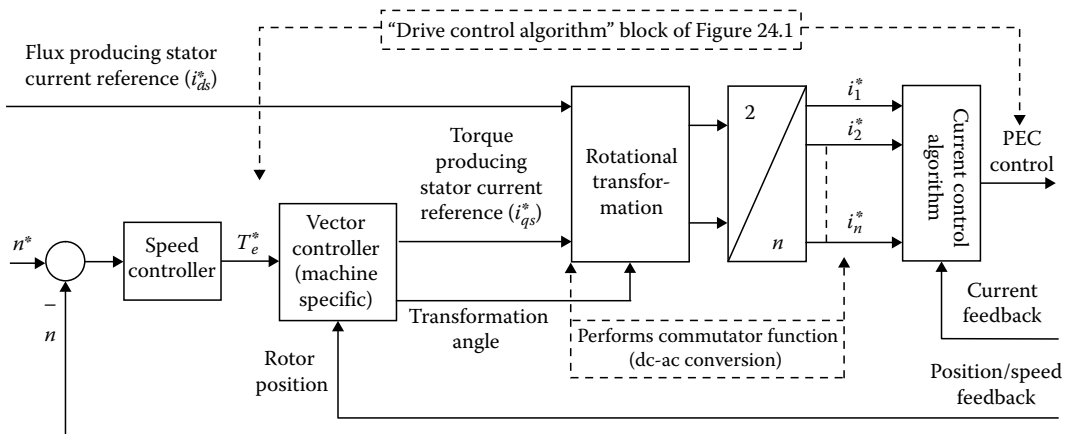 “Drive control algorithm” block of Figure 24.1
Flux producing stator
current reference (i*ds)
Torque
producing
stator current
reference (i*qs)
Rotational
transfor-
mation
2
n
i*1
i*2
i*n
Current control
algorithm
PEC
control
n*
–
n
Speed
controller
T*e
Vector
controller
(machine
specific)
Transformation
angle
Rotor
position
Performs commutator function
(dc-ac conversion)
Current
feedback
Position/speed
feedback